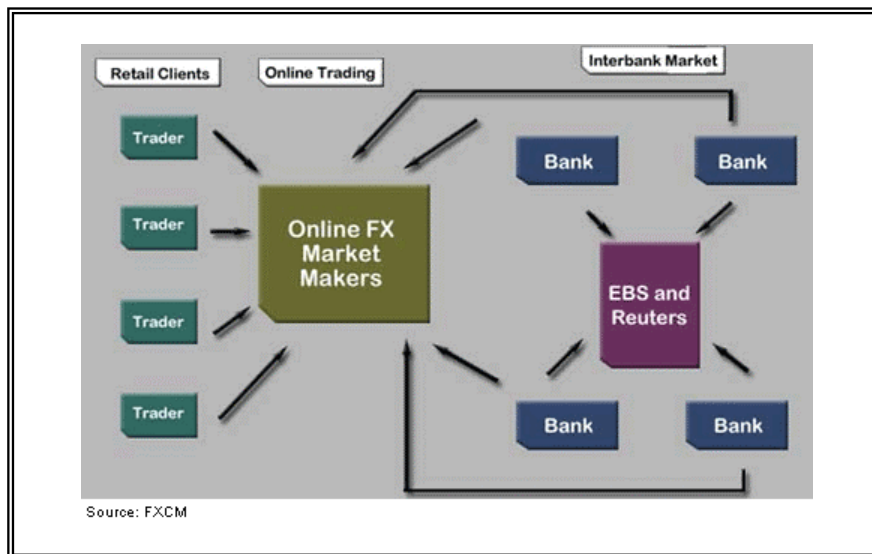 Retail Clients
Online Trading
Interbank Market
Trader
Trader
Trader
Trader
Online FX
Market
Makers
Bank
Bank
EBS and
Reuters
Bank
Bank
Source: FXCM